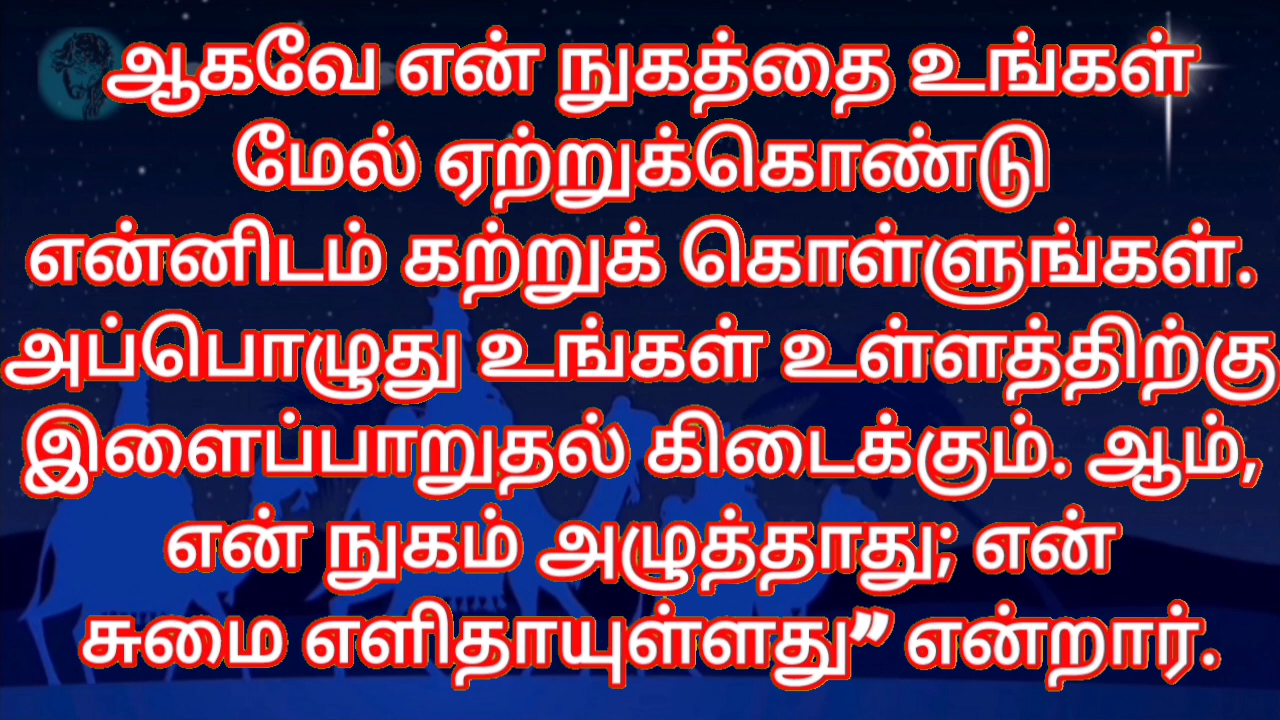 ஆகவே என் நுகத்தை உங்கள்
மேல் ஏற்றுக்கொண்டு
என்னிடம் கற்றுக் கொள்ளுங்கள்.
அப்பொழுது உங்கள் உள்ளத்திற்கு
இளைப்பாறுதல் கிடைக்கும். ஆம்,
என் நுகம் அழுத்தாது; என்
சுமை எளிதாயுள்ளது” என்றார்.